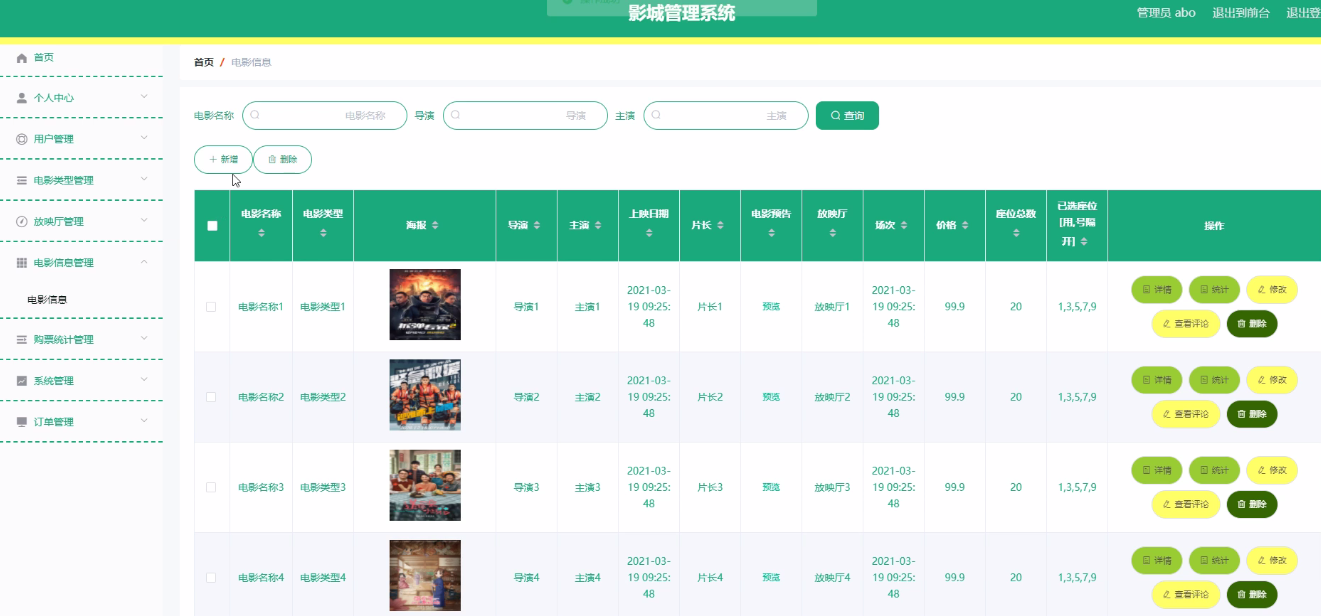 影城管理系统
管理员 abo 退出到前台 退出登
首页
个人中心
用户管理
电影类型管理
放映厅管理
电影信息管理
电影信息
购票统计管理
系统管理
订单管理
首页 / 电影信息
电影名称 电影名称 导演 导演 主演 主演 查询
新增 删除
电影名称 电影类型 海报 导演 主演 上映日期 片长 电影预告 放映厅 场次 价格 座位总数 已选座位[用,号隔开] 操作
电影名称1 电影类型1 导演1 主演1 2021-03-19 09:25:48 片长1 预览 放映厅1 2021-03-19 09:25:48 99.9 20 1,3,5,7,9 详情 统计 修改
查看评论 删除
电影名称2 电影类型2 导演2 主演2 2021-03-19 09:25:48 片长2 预览 放映厅2 2021-03-19 09:25:48 99.9 20 1,3,5,7,9 详情 统计 修改
查看评论 删除
电影名称3 电影类型3 导演3 主演3 2021-03-19 09:25:48 片长3 预览 放映厅3 2021-03-19 09:25:48 99.9 20 1,3,5,7,9 详情 统计 修改
查看评论 删除
电影名称4 电影类型4 导演4 主演4 2021-03-19 09:25:48 片长4 预览 放映厅4 2021-03-19 09:25:48 99.9 20 1,3,5,7,9 详情 统计 修改
查看评论 删除